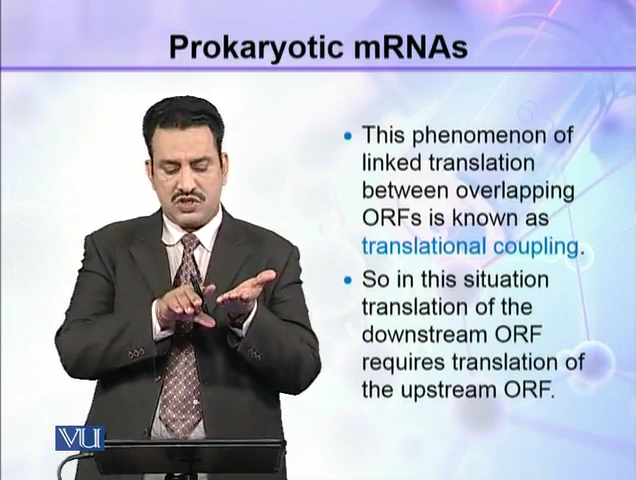 Prokaryotic mRNAs
• This phenomenon of
linked translation
between overlapping
ORFs is known as
translational coupling.
• So in this situation
translation of the
downstream ORF
requires translation of
the upstream ORF.
VU